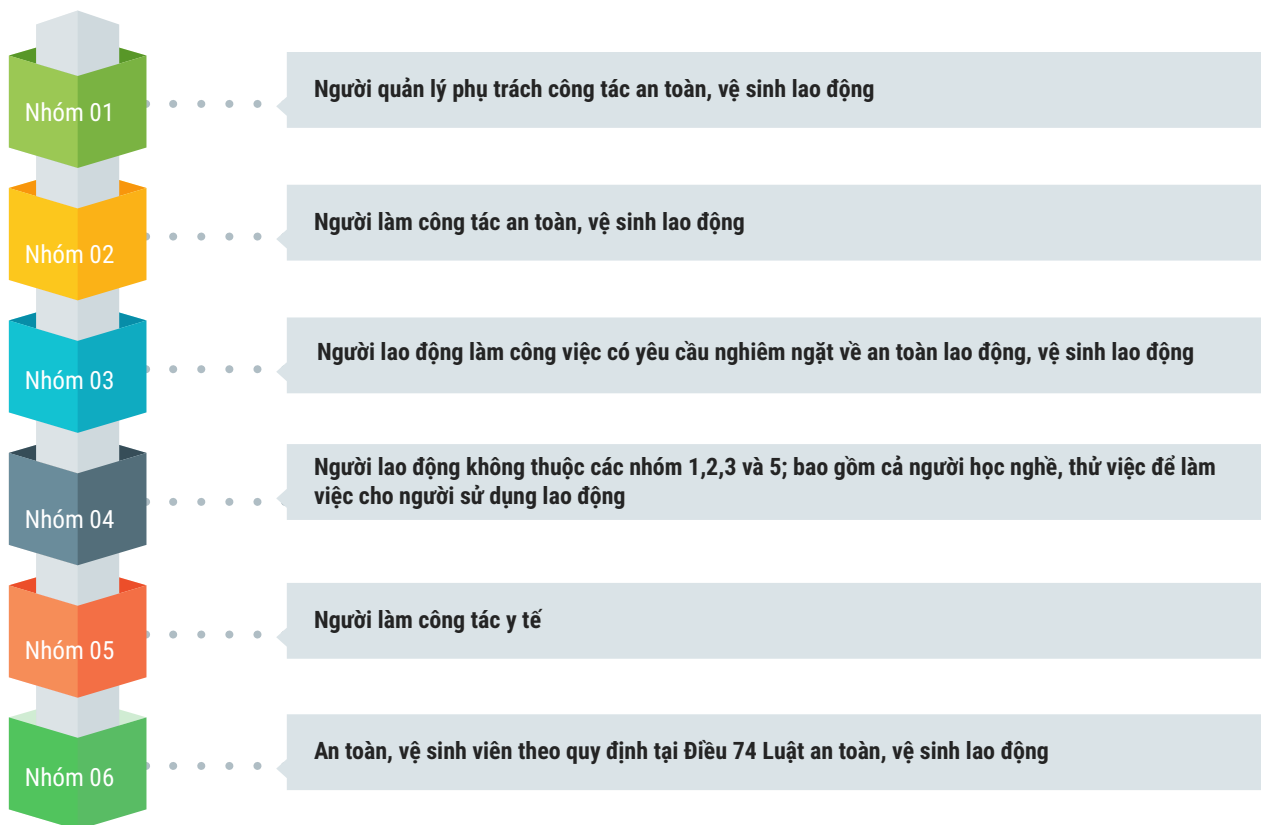 Nhóm 01
Người quản lý phụ trách công tác an toàn, vệ sinh lao động
Nhóm 02
Người làm công tác an toàn, vệ sinh lao động
Nhóm 03
Người lao động làm công việc có yêu cầu nghiêm ngặt về an toàn lao động, vệ sinh lao động
Nhóm 04
Người lao động không thuộc các nhóm 1,2,3 và 5; bao gồm cả người học nghề, thử việc để làm
việc cho người sử dụng lao động
Nhóm 05
Người làm công tác y tế
Nhóm 06
An toàn, vệ sinh viên theo quy định tại Điều 74 Luật an toàn, vệ sinh lao động